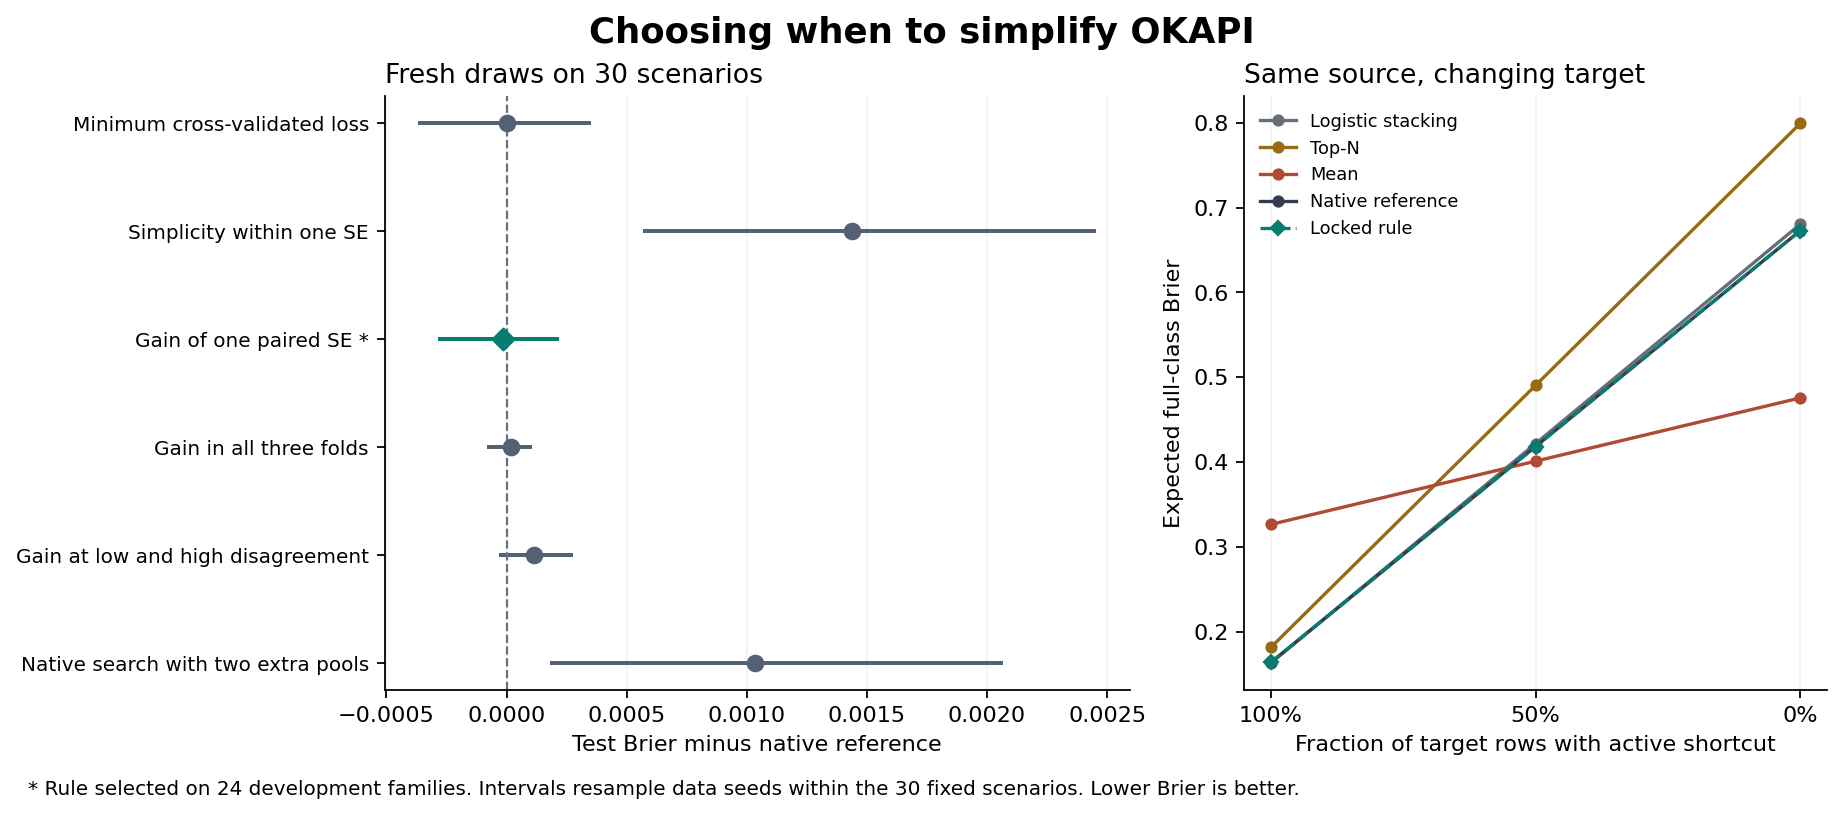 Choosing when to simplify OKAPI
Fresh draws on 30 scenarios
Minimum cross-validated loss
Simplicity within one SE
Gain of one paired SE *
Gain in all three folds
Gain at low and high disagreement
Native search with two extra pools
−0.0005 0.0000 0.0005 0.0010 0.0015 0.0020 0.0025
Test Brier minus native reference
Same source, changing target
Logistic stacking
Top-N
Mean
Native reference
Locked rule
Expected full-class Brier
0.8
0.7
0.6
0.5
0.4
0.3
0.2
100% 50% 0%
Fraction of target rows with active shortcut
* Rule selected on 24 development families. Intervals resample data seeds within the 30 fixed scenarios. Lower Brier is better.